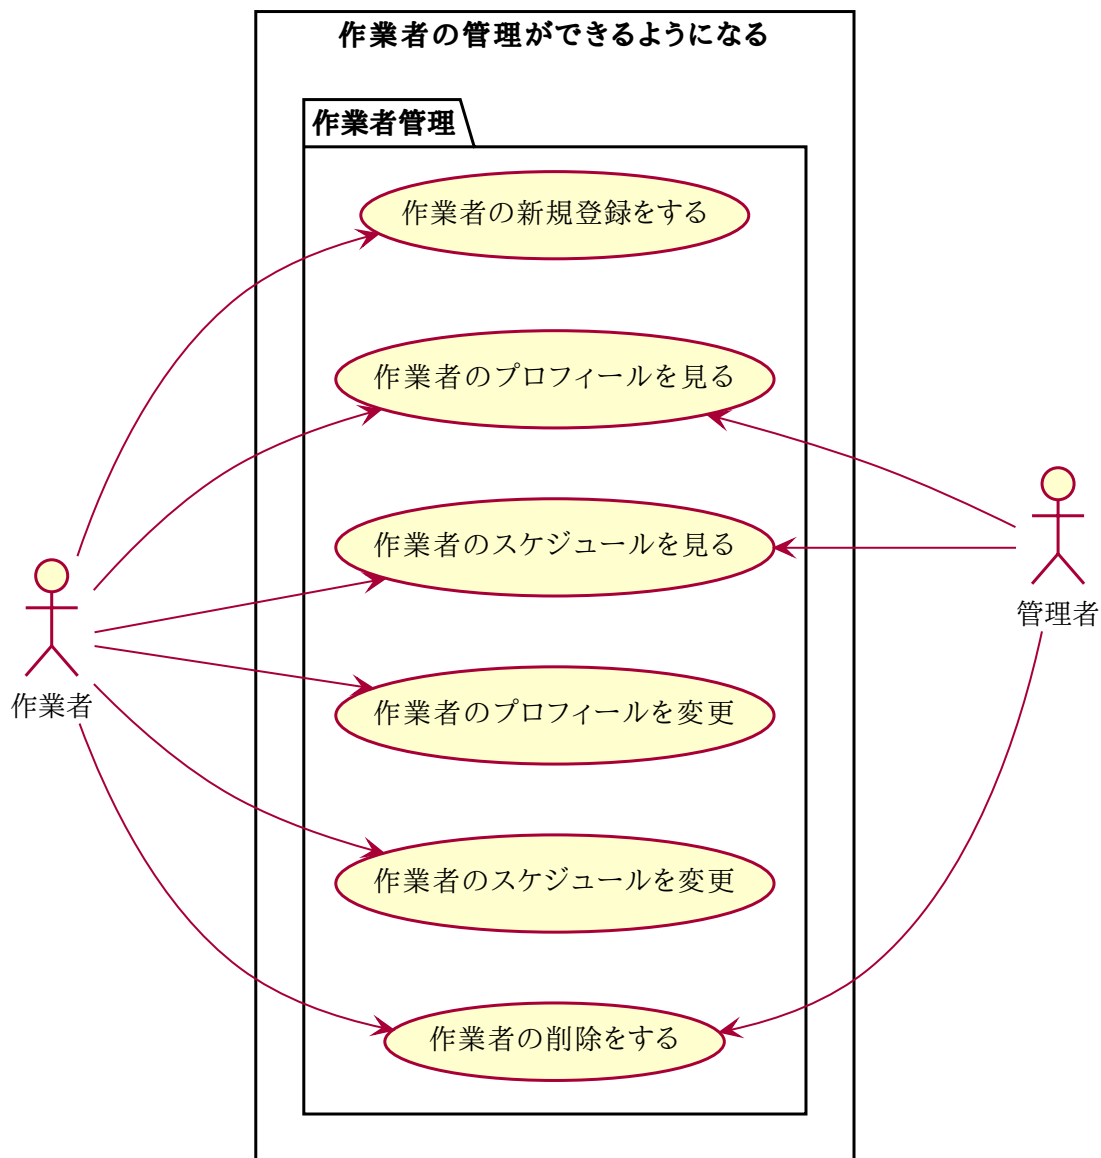 作業者の管理ができるようになる
作業者管理
作業者の新規登録をする
作業者のプロフィールを見る
作業者のスケジュールを見る
作業者のプロフィールを変更
作業者のスケジュールを変更
作業者の削除をする
作業者
管理者